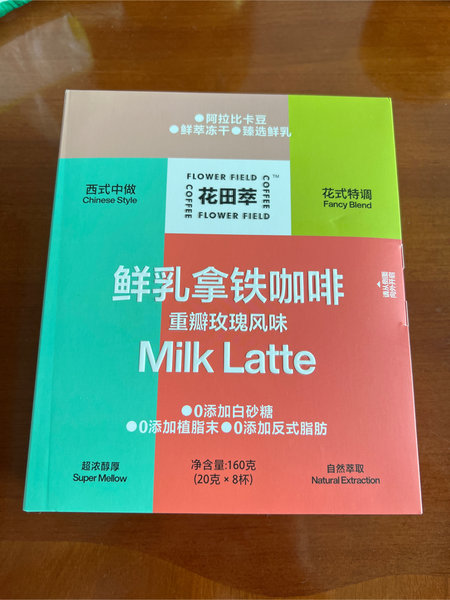 ●阿拉比卡豆
●鲜萃冻干●臻选鲜乳
西式中做
Chinese Style
FLOWER FIELD™
COFFEE
花田萃
COFFEE
FLOWER FIELD
花式特调
Fancy Blend
鲜乳拿铁咖啡
重瓣玫瑰风味
Milk Latte
●0添加白砂糖
●0添加植脂末●0添加反式脂肪
超浓醇厚
Super Mellow
净含量:160克
(20克 × 8杯)
自然萃取
Natural Extraction